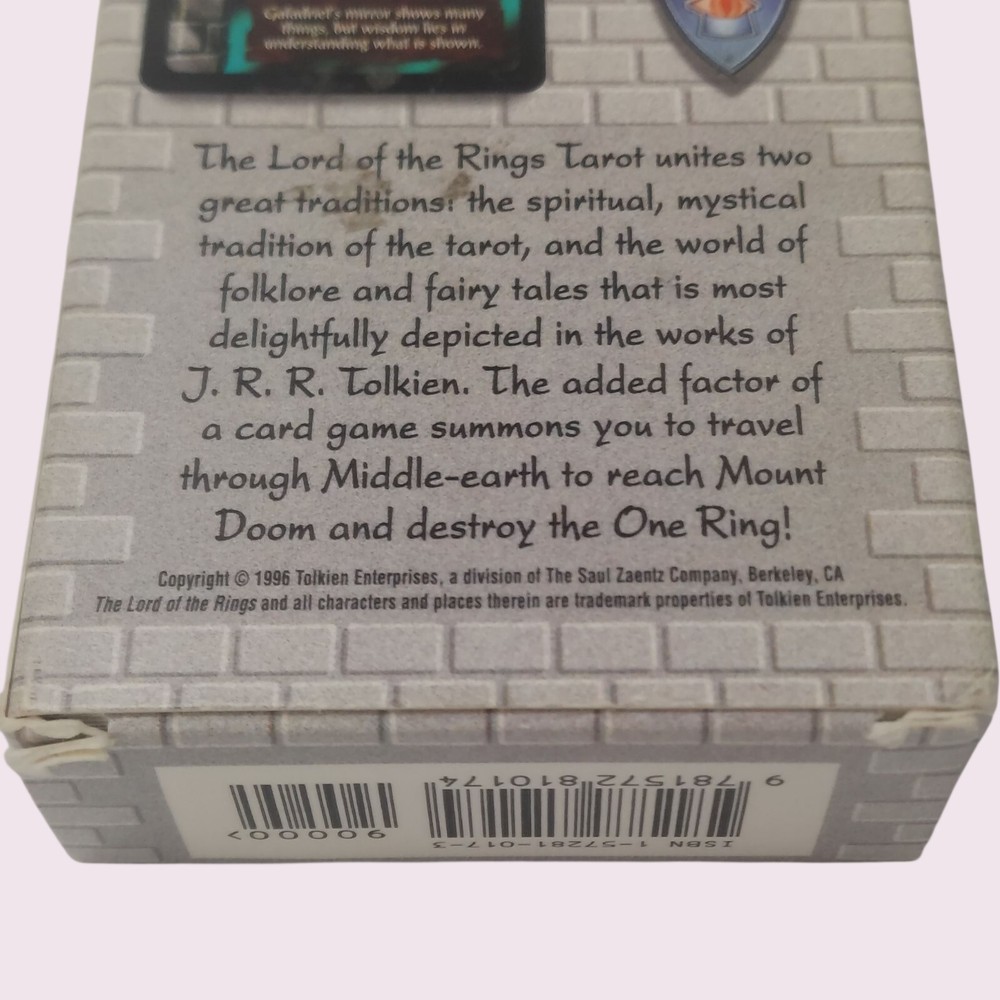 Galadriel's mirror shows many
things, but wisdom lies in
understanding what is shown.
The Lord of the Rings Tarot unites two
great traditions: the spiritual, mystical
tradition of the tarot, and the world of
folklore and fairy tales that is most
delightfully depicted in the works of
J. R. R. Tolkien. The added factor of
a card game summons you to travel
through Middle-earth to reach Mount
Doom and destroy the One Ring!
Copyright © 1996 Tolkien Enterprises, a division of The Saul Zaentz Company, Berkeley, CA
The Lord of the Rings and all characters and places therein are trademark properties of Tolkien Enterprises.
ISBN 1-57281-017-3
9 781572 810174
90000>